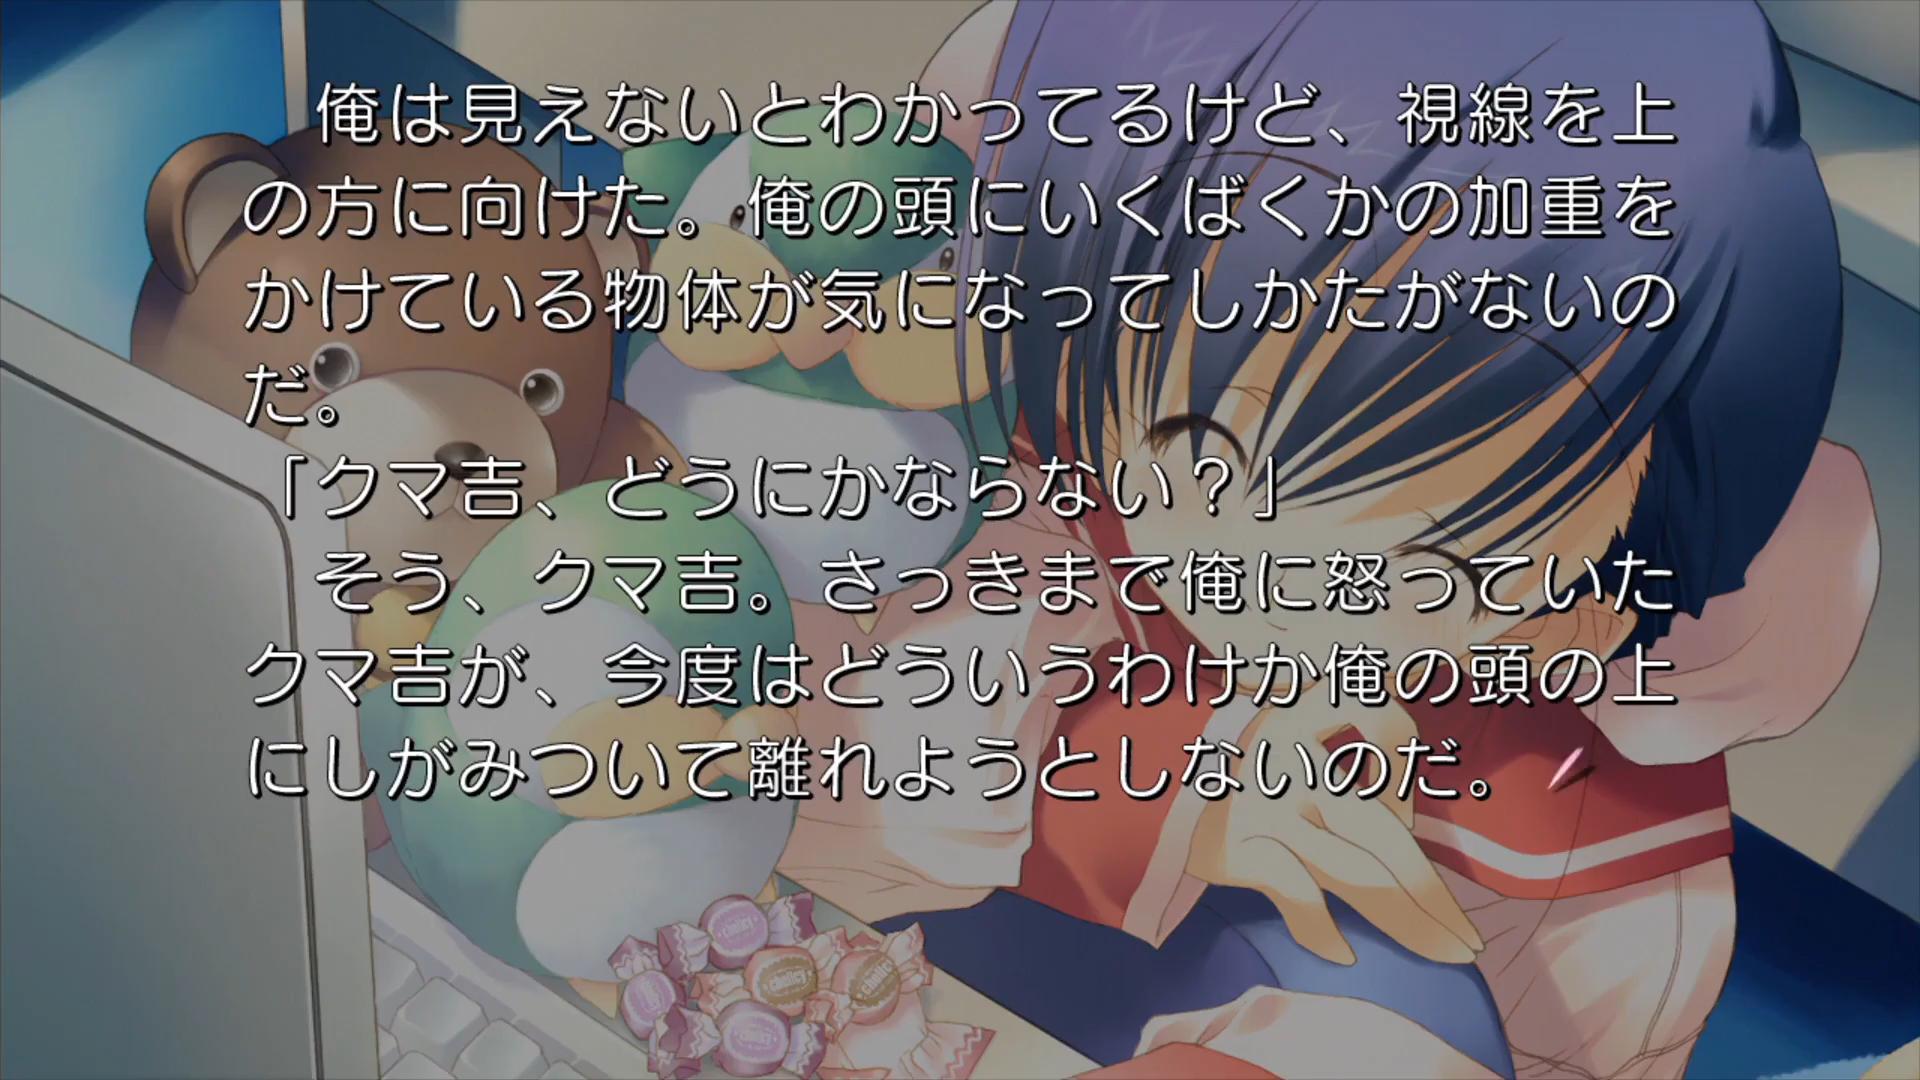 俺は見えないとわかってるけど、視線を上
の方に向けた。俺の頭にいくばくかの加重を
かけている物体が気になってしかたがないの
だ。
「クマ吉、どうにかならない？」
そう、クマ吉。さっきまで俺に怒っていた
クマ吉が、今度はどういうわけか俺の頭の上
にしがみついて離れようとしないのだ。